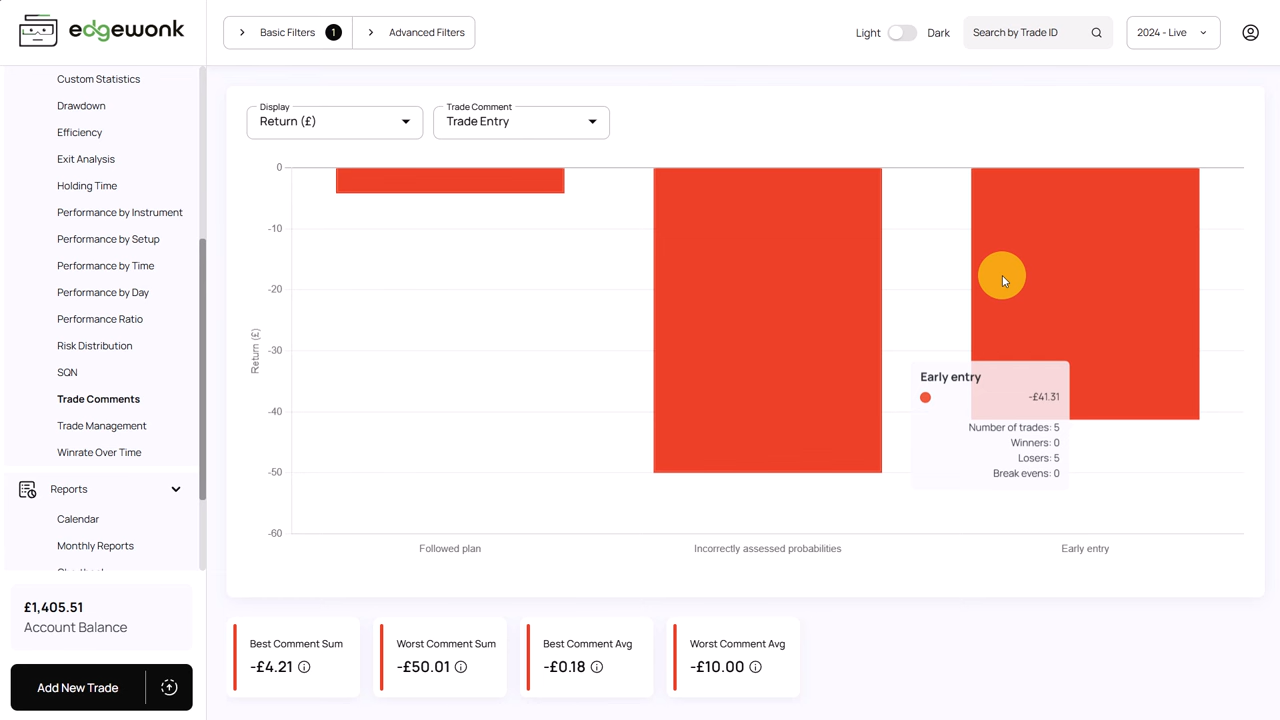 edgewonk
Basic Filters 1
Advanced Filters
Light
Dark
Search by Trade ID
2024 - Live
Custom Statistics
Drawdown
Efficiency
Exit Analysis
Holding Time
Performance by Instrument
Performance by Setup
Performance by Time
Performance by Day
Performance Ratio
Risk Distribution
SQN
Trade Comments
Trade Management
Winrate Over Time
Reports
Calendar
Monthly Reports
£1,405.51
Account Balance
Add New Trade
Display
Return (£)
Trade Comment
Trade Entry
0
-10
-20
-30
-40
-50
-60
Return (£)
Followed plan
Incorrectly assessed probabilities
Early entry
Early entry
-£41.31
Number of trades: 5
Winners: 0
Losers: 5
Break evens: 0
Best Comment Sum
-£4.21
Worst Comment Sum
-£50.01
Best Comment Avg
-£0.18
Worst Comment Avg
-£10.00